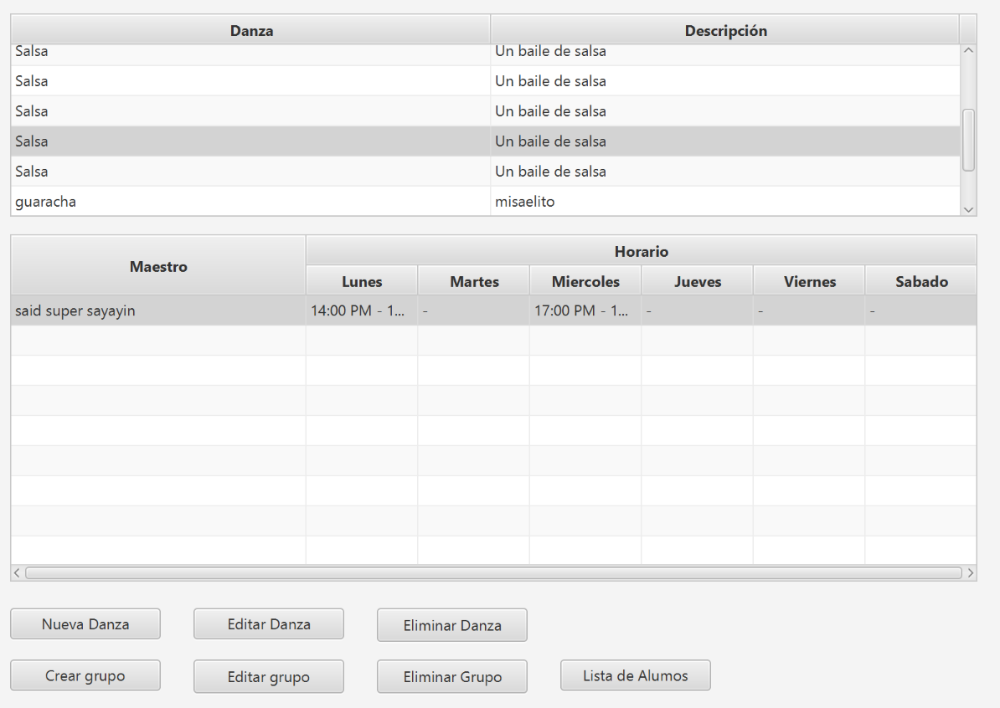 Danza Descripción
Salsa Un baile de salsa
Salsa Un baile de salsa
Salsa Un baile de salsa
Salsa Un baile de salsa
Salsa Un baile de salsa
guaracha misaelito
Maestro Horario
Lunes Martes Miercoles Jueves Viernes Sabado
said super sayayin 14:00 PM - 1... - 17:00 PM - 1... - - -
Nueva Danza Editar Danza Eliminar Danza
Crear grupo Editar grupo Eliminar Grupo Lista de Alumos